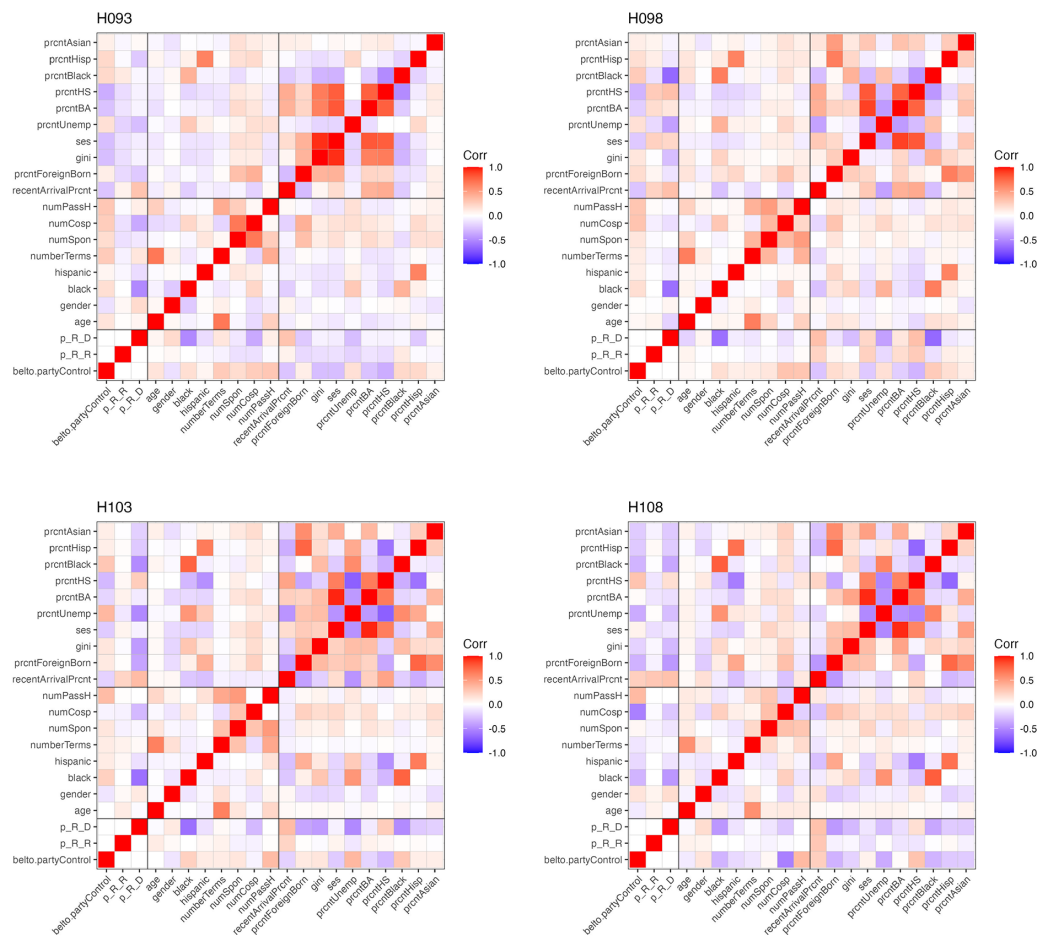 H093
prcntAsian
prcntHisp
prcntBlack
prcntHS
prcntBA
prcntUnemp
ses
gini
prcntForeignBorn
recentArrivalPrcnt
numPassH
numCosp
numSpon
numberTerms
hispanic
black
gender
age
p_R_D
p_R_R
belto.partyControl
belto.partyControl
p_R_R
p_R_D
age
gender
black
hispanic
numberTerms
numSpon
numCosp
numPassH
recentArrivalPrcnt
prcntForeignBorn
gini
ses
prcntUnemp
prcntBA
prcntHS
prcntBlack
prcntHisp
prcntAsian
Corr
1.0
0.5
0.0
-0.5
-1.0
H098
prcntAsian
prcntHisp
prcntBlack
prcntHS
prcntBA
prcntUnemp
ses
gini
prcntForeignBorn
recentArrivalPrcnt
numPassH
numCosp
numSpon
numberTerms
hispanic
black
gender
age
p_R_D
p_R_R
belto.partyControl
belto.partyControl
p_R_R
p_R_D
age
gender
black
hispanic
numberTerms
numSpon
numCosp
numPassH
recentArrivalPrcnt
prcntForeignBorn
gini
ses
prcntUnemp
prcntBA
prcntHS
prcntBlack
prcntHisp
prcntAsian
Corr
1.0
0.5
0.0
-0.5
-1.0
H103
prcntAsian
prcntHisp
prcntBlack
prcntHS
prcntBA
prcntUnemp
ses
gini
prcntForeignBorn
recentArrivalPrcnt
numPassH
numCosp
numSpon
numberTerms
hispanic
black
gender
age
p_R_D
p_R_R
belto.partyControl
belto.partyControl
p_R_R
p_R_D
age
gender
black
hispanic
numberTerms
numSpon
numCosp
numPassH
recentArrivalPrcnt
prcntForeignBorn
gini
ses
prcntUnemp
prcntBA
prcntHS
prcntBlack
prcntHisp
prcntAsian
Corr
1.0
0.5
0.0
-0.5
-1.0
H108
prcntAsian
prcntHisp
prcntBlack
prcntHS
prcntBA
prcntUnemp
ses
gini
prcntForeignBorn
recentArrivalPrcnt
numPassH
numCosp
numSpon
numberTerms
hispanic
black
gender
age
p_R_D
p_R_R
belto.partyControl
belto.partyControl
p_R_R
p_R_D
age
gender
black
hispanic
numberTerms
numSpon
numCosp
numPassH
recentArrivalPrcnt
prcntForeignBorn
gini
ses
prcntUnemp
prcntBA
prcntHS
prcntBlack
prcntHisp
prcntAsian
Corr
1.0
0.5
0.0
-0.5
-1.0